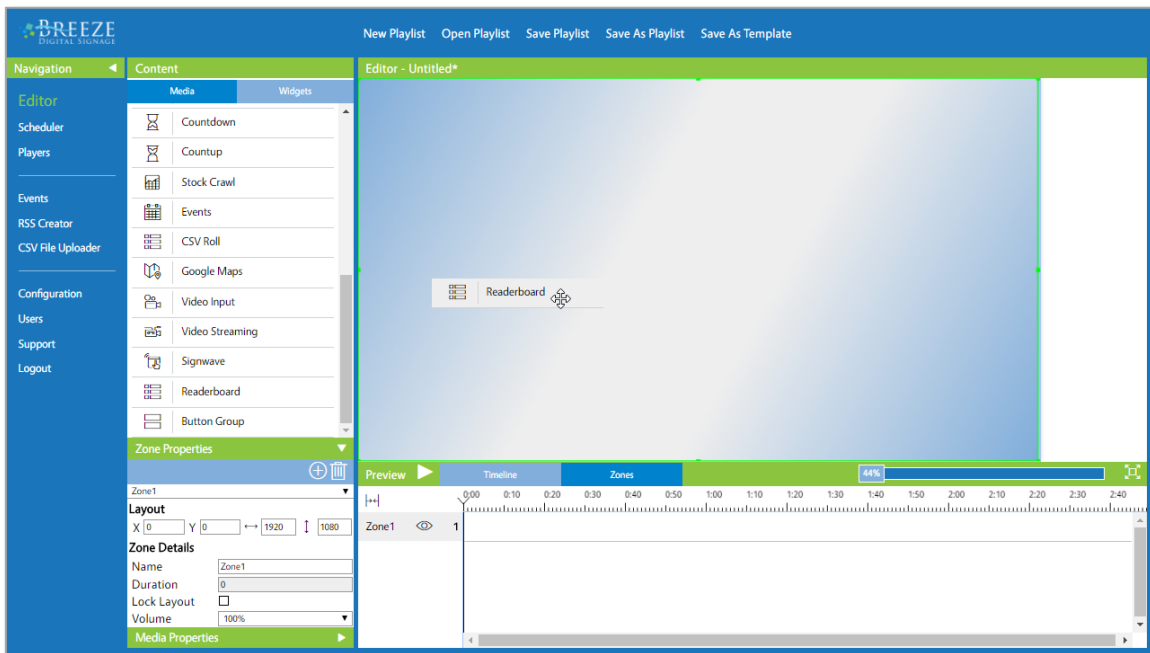 BREEZE
DIGITAL SIGNAGE
New Playlist Open Playlist Save Playlist Save As Playlist Save As Template
Navigation
Editor
Scheduler
Players
Events
RSS Creator
CSV File Uploader
Configuration
Users
Support
Logout
Content
Media Widgets
Countdown
Countup
Stock Crawl
Events
CSV Roll
Google Maps
Video Input
Video Streaming
Signwave
Readerboard
Button Group
Zone Properties
Zone1
Layout
X 0 Y 0 1920 1080
Zone Details
Name Zone1
Duration 0
Lock Layout
Volume 100%
Media Properties
Editor - Untitled*
Readerboard
Preview Timeline Zones 44%
0:00 0:10 0:20 0:30 0:40 0:50 1:00 1:10 1:20 1:30 1:40 1:50 2:00 2:10 2:20 2:30 2:40
Zone1 1